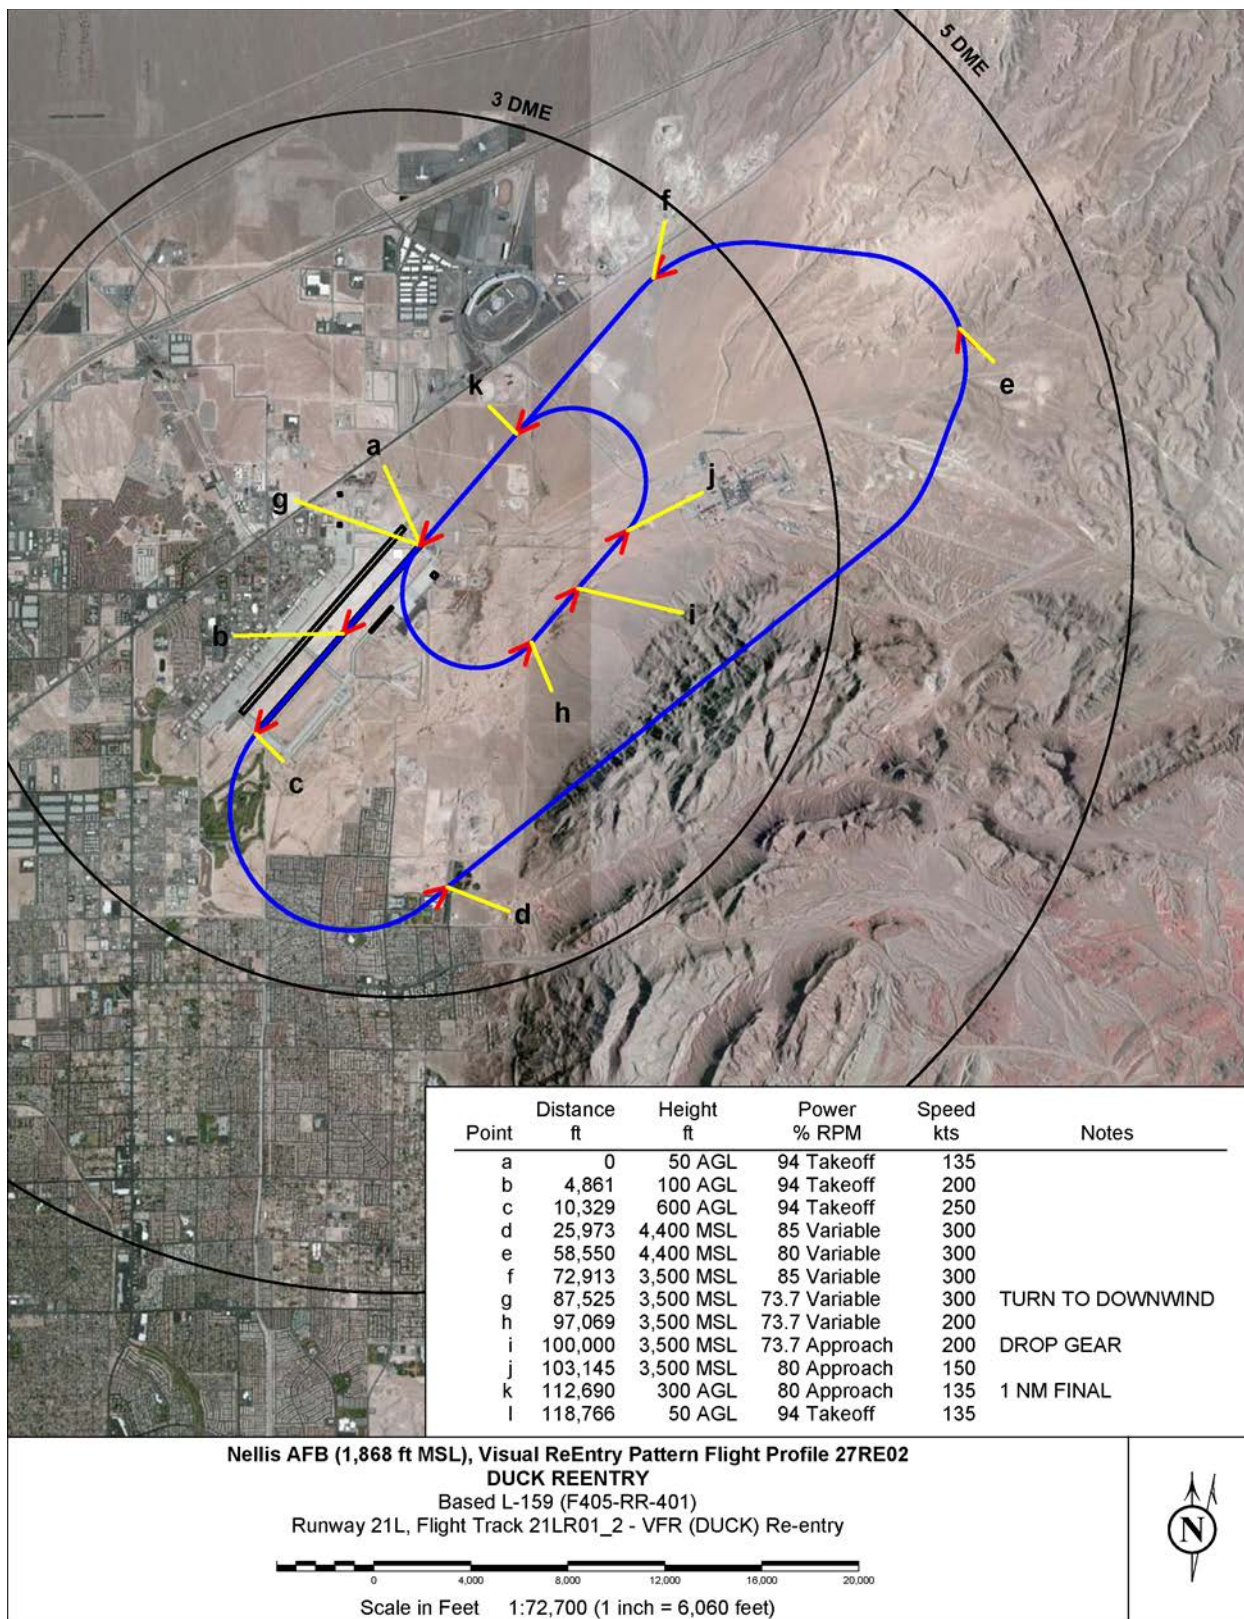 5 DME
3 DME
f
e
k
a
j
g
b
i
h
c
d
Distance Height Power Speed
Point ft ft % RPM kts Notes
a 0 50 AGL 94 Takeoff 135
b 4,861 100 AGL 94 Takeoff 200
c 10,329 600 AGL 94 Takeoff 250
d 25,973 4,400 MSL 85 Variable 300
e 58,550 4,400 MSL 80 Variable 300
f 72,913 3,500 MSL 85 Variable 300
g 87,525 3,500 MSL 73.7 Variable 300 TURN TO DOWNWIND
h 97,069 3,500 MSL 73.7 Variable 200
i 100,000 3,500 MSL 73.7 Approach 200 DROP GEAR
j 103,145 3,500 MSL 80 Approach 150
k 112,690 300 AGL 80 Approach 135 1 NM FINAL
l 118,766 50 AGL 94 Takeoff 135
Nellis AFB (1,868 ft MSL), Visual ReEntry Pattern Flight Profile 27RE02
DUCK REENTRY
Based L-159 (F405-RR-401)
Runway 21L, Flight Track 21LR01_2 - VFR (DUCK) Re-entry
0 4,000 8,000 12,000 16,000 20,000
Scale in Feet 1:72,700 (1 inch = 6,060 feet)
N